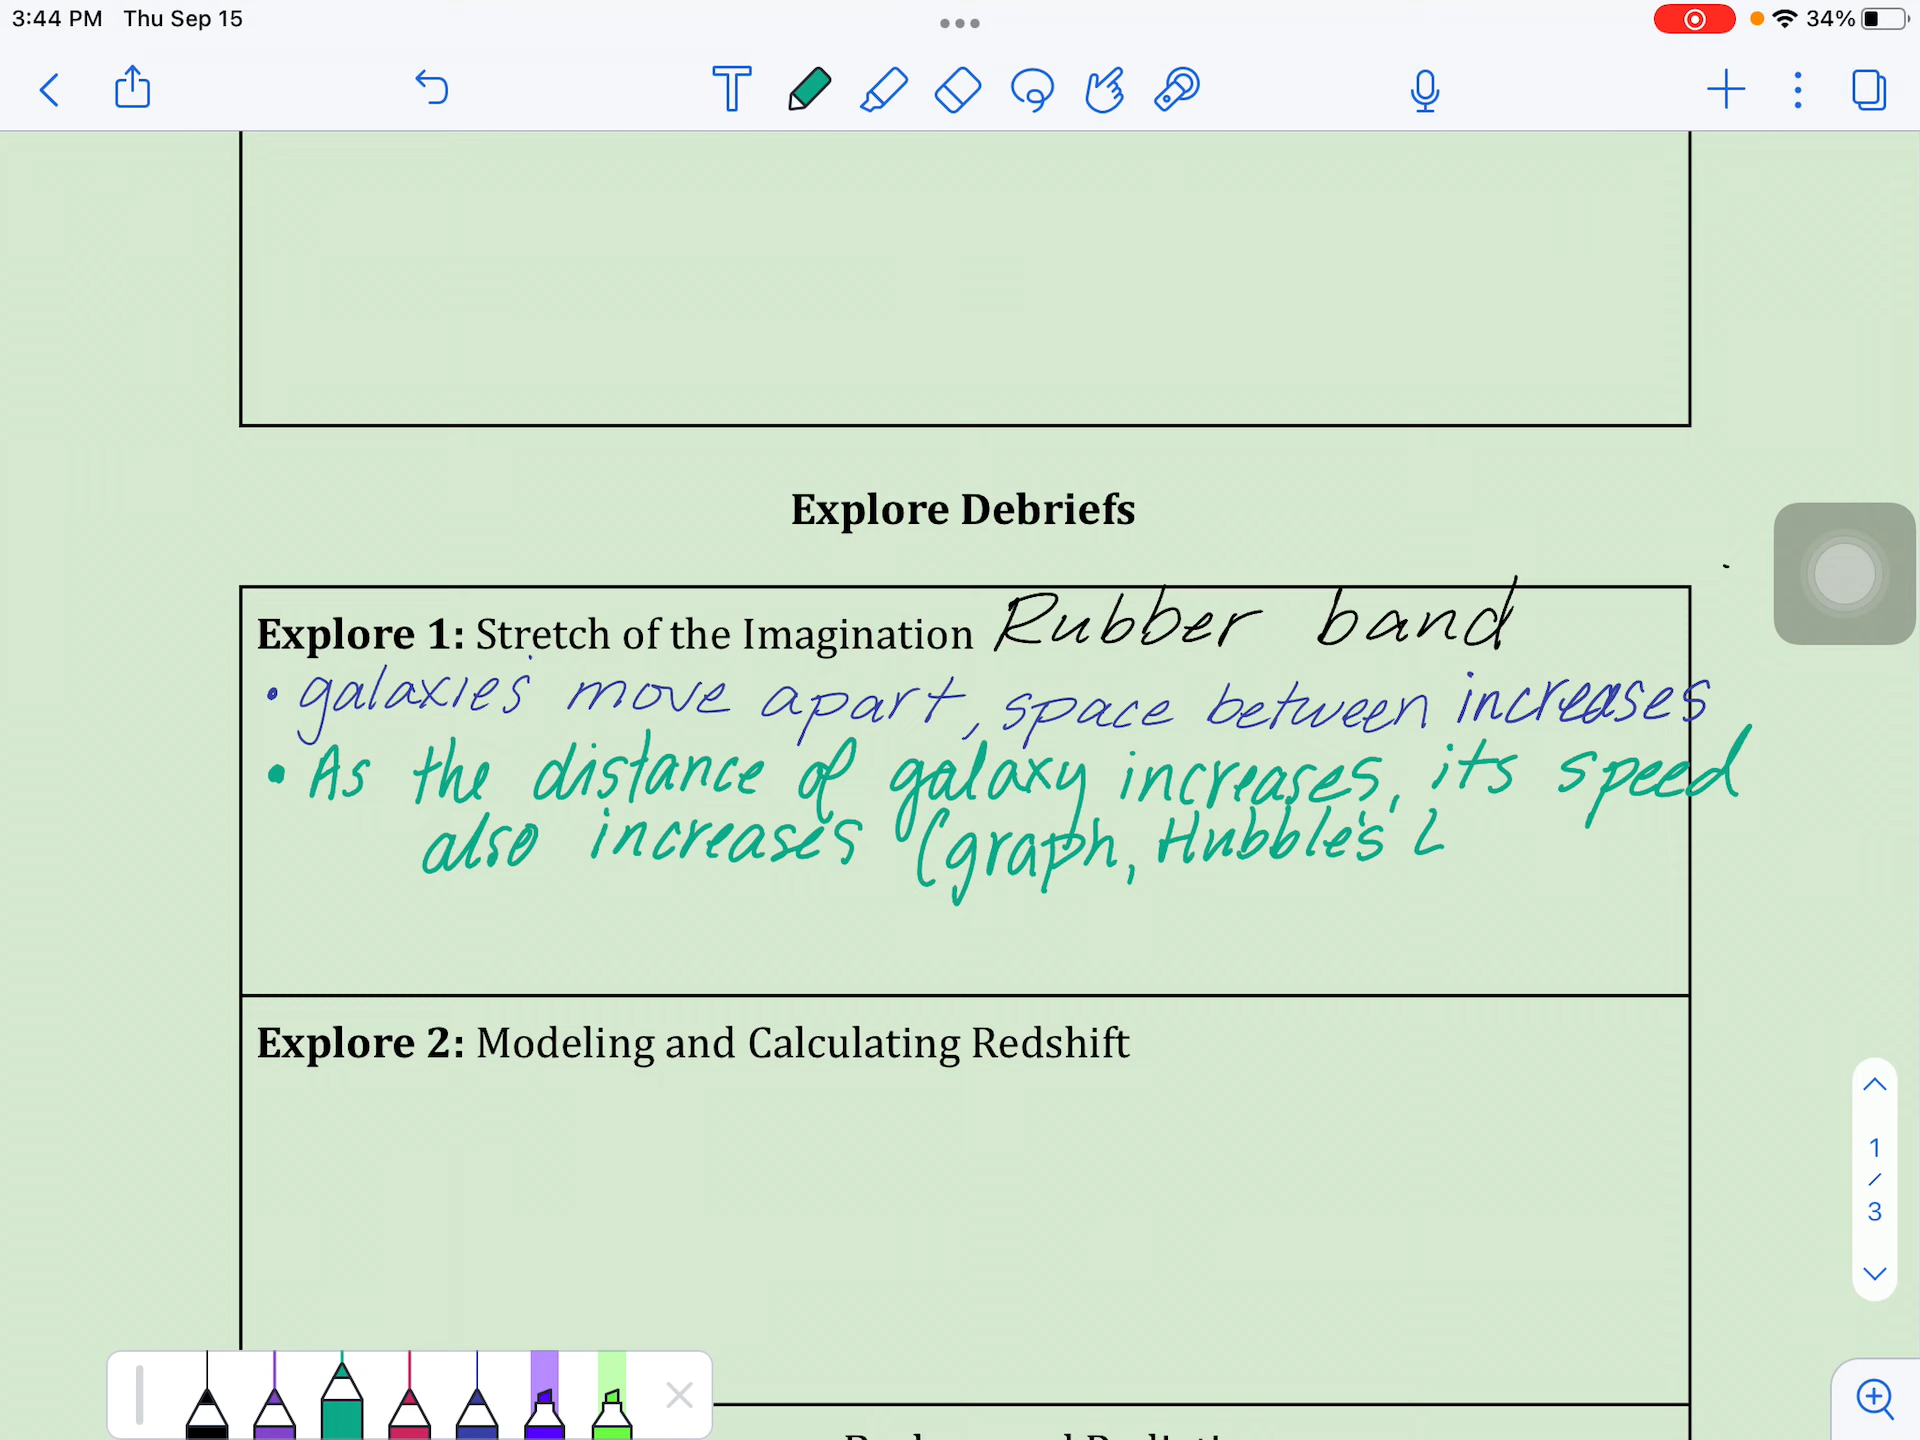 3:44 PM Thu Sep 15
34%
T
Explore Debriefs
Explore 1: Stretch of the Imagination Rubber band
• galaxies move apart, space between increases
• As the distance of galaxy increases, its speed
also increases (graph, Hubble's L
Explore 2: Modeling and Calculating Redshift
1
/
3